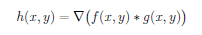 h(x, y) = ∇(f(x, y) ∗ g(x, y))